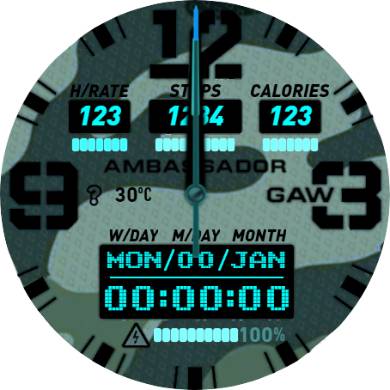 12
H/RATE STEPS CALORIES
123 1234 123
AMBASSADOR
9 30°C GAW 3
W/DAY M/DAY MONTH
MON/00/JAN
00:00:00
100%